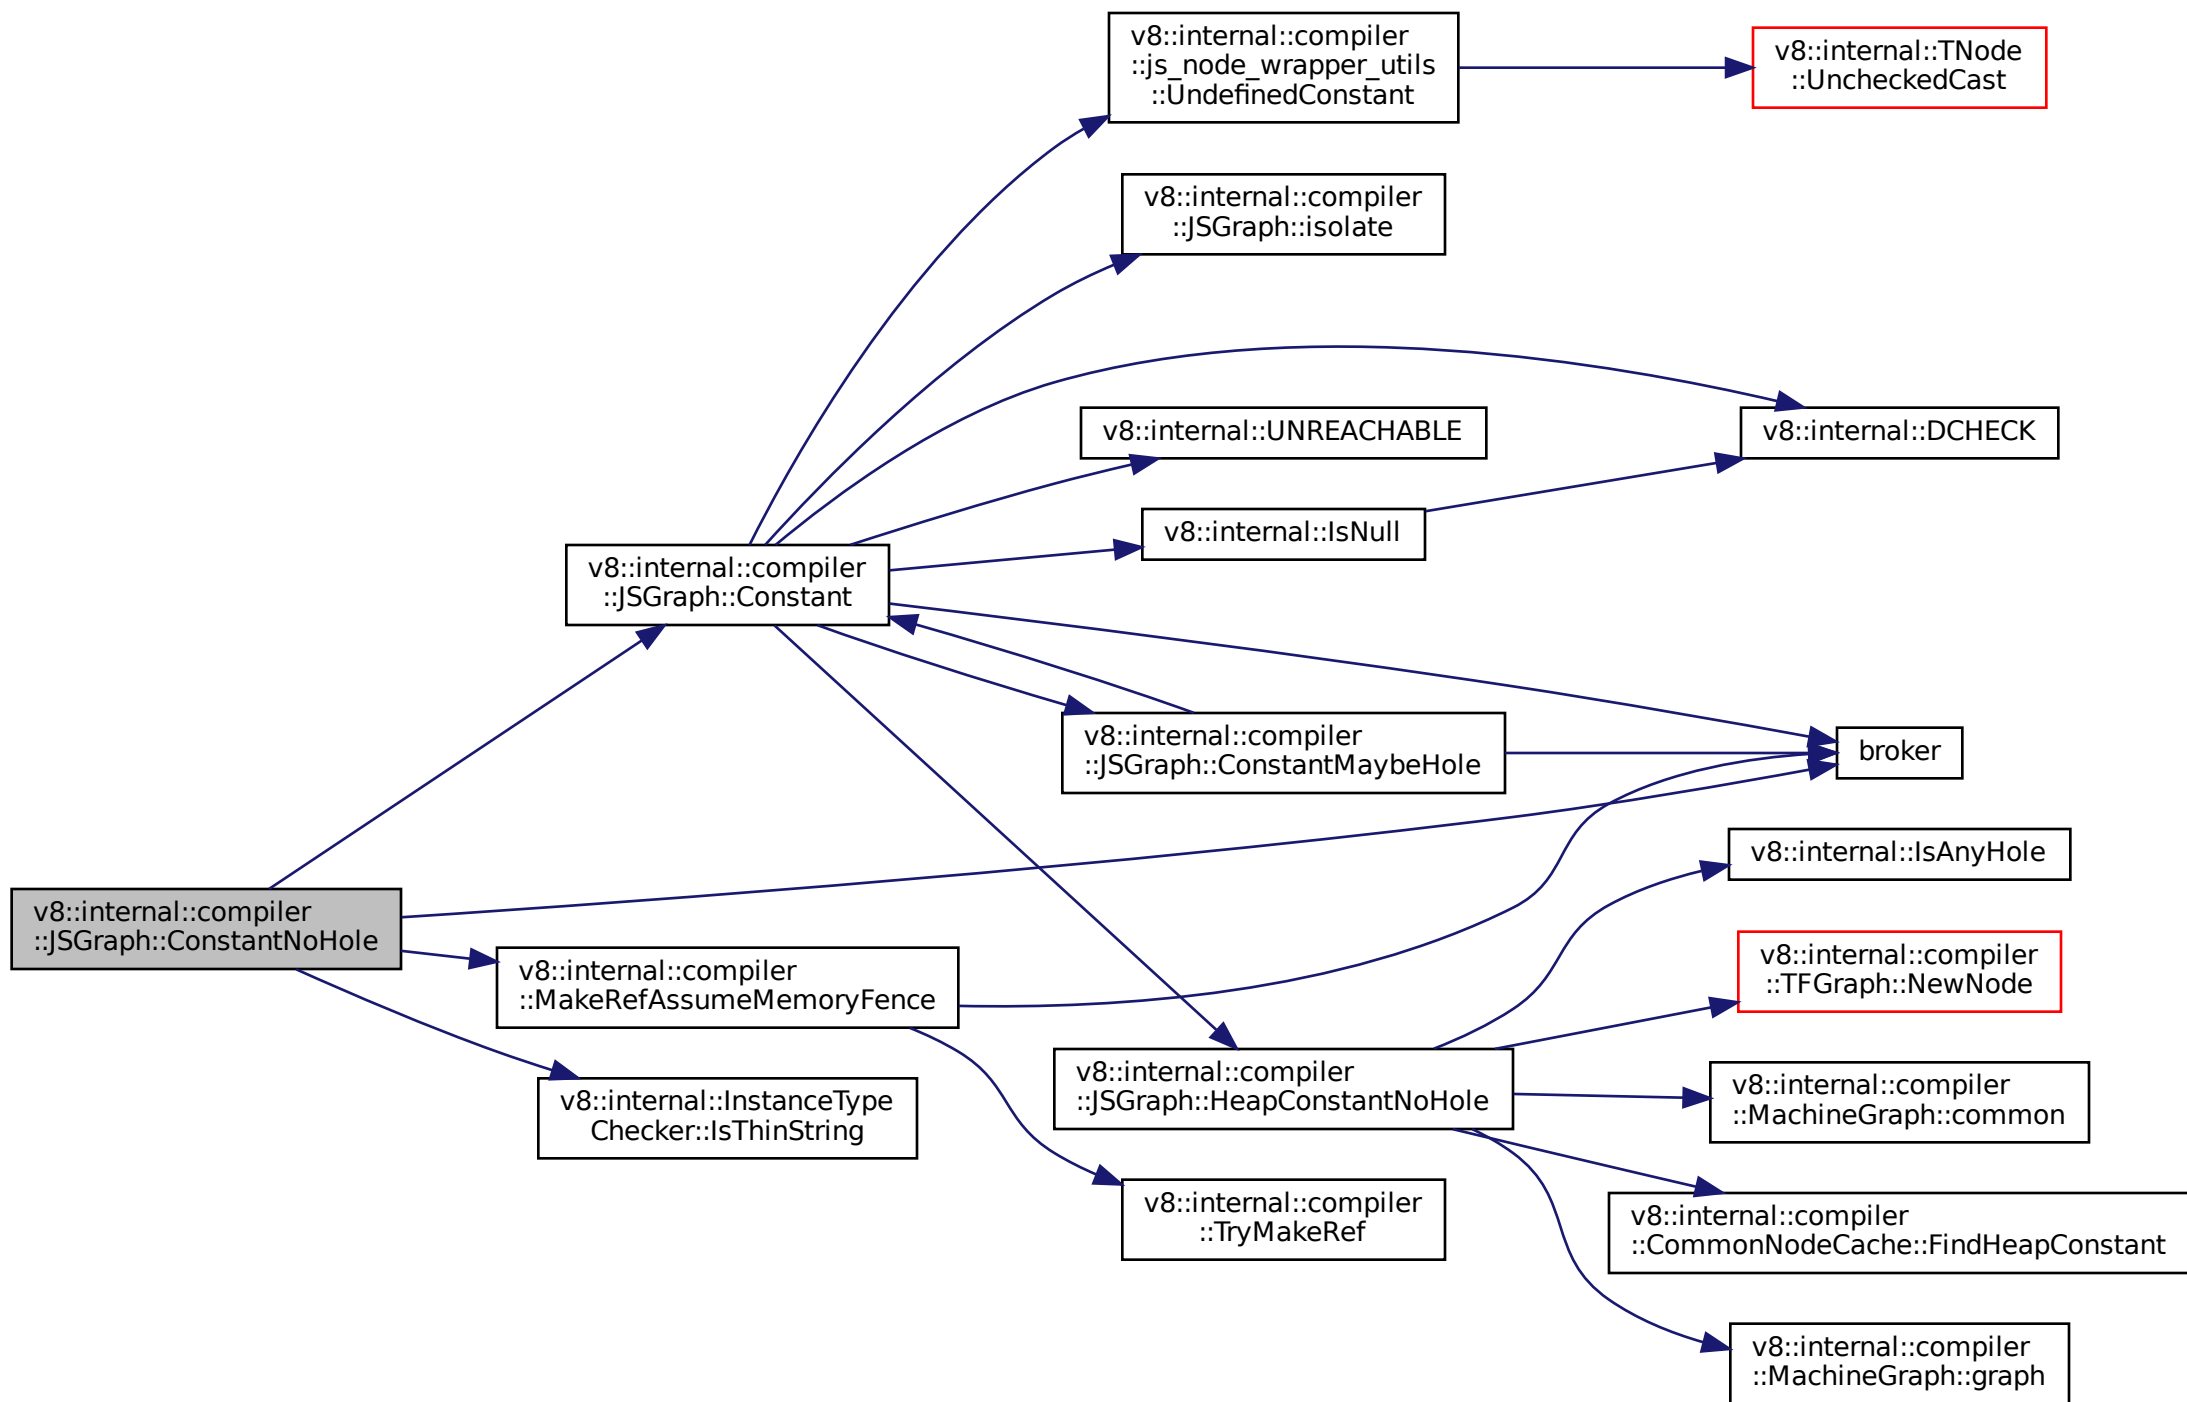 v8::internal::compiler
::js_node_wrapper_utils
::UndefinedConstant
v8::internal::TNode
::UncheckedCast
v8::internal::compiler
::JSGraph::isolate
v8::internal::UNREACHABLE
v8::internal::DCHECK
v8::internal::IsNull
v8::internal::compiler
::JSGraph::Constant
v8::internal::compiler
::JSGraph::ConstantMaybeHole
broker
v8::internal::IsAnyHole
v8::internal::compiler
::JSGraph::ConstantNoHole
v8::internal::compiler
::MakeRefAssumeMemoryFence
v8::internal::compiler
::TFGraph::NewNode
v8::internal::compiler
::JSGraph::HeapConstantNoHole
v8::internal::compiler
::MachineGraph::common
v8::internal::InstanceType
Checker::IsThinString
v8::internal::compiler
::TryMakeRef
v8::internal::compiler
::CommonNodeCache::FindHeapConstant
v8::internal::compiler
::MachineGraph::graph